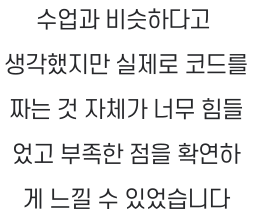 수업과 비슷하다고
생각했지만 실제로 코드를
짜는 것 자체가 너무 힘들
었고 부족한 점을 확연하
게 느낄 수 있었습니다